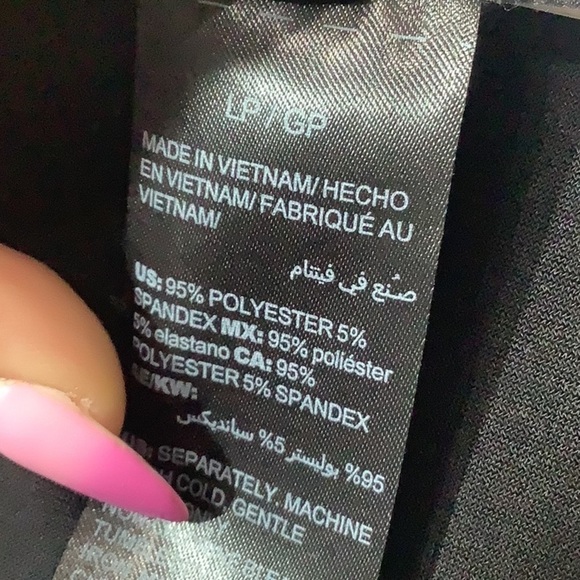 LP / GP
MADE IN VIETNAM/ HECHO
EN VIETNAM/ FABRIQUÉ AU
VIETNAM/
صُنع في فيتنام
US: 95% POLYESTER 5%
SPANDEX MX: 95% poliéster
5% elastano CA: 95%
POLYESTER 5% SPANDEX
AE/KW:
95% بوليستر 5% سبانديكس
US: SEPARATELY MACHINE
COLD, GENTLE